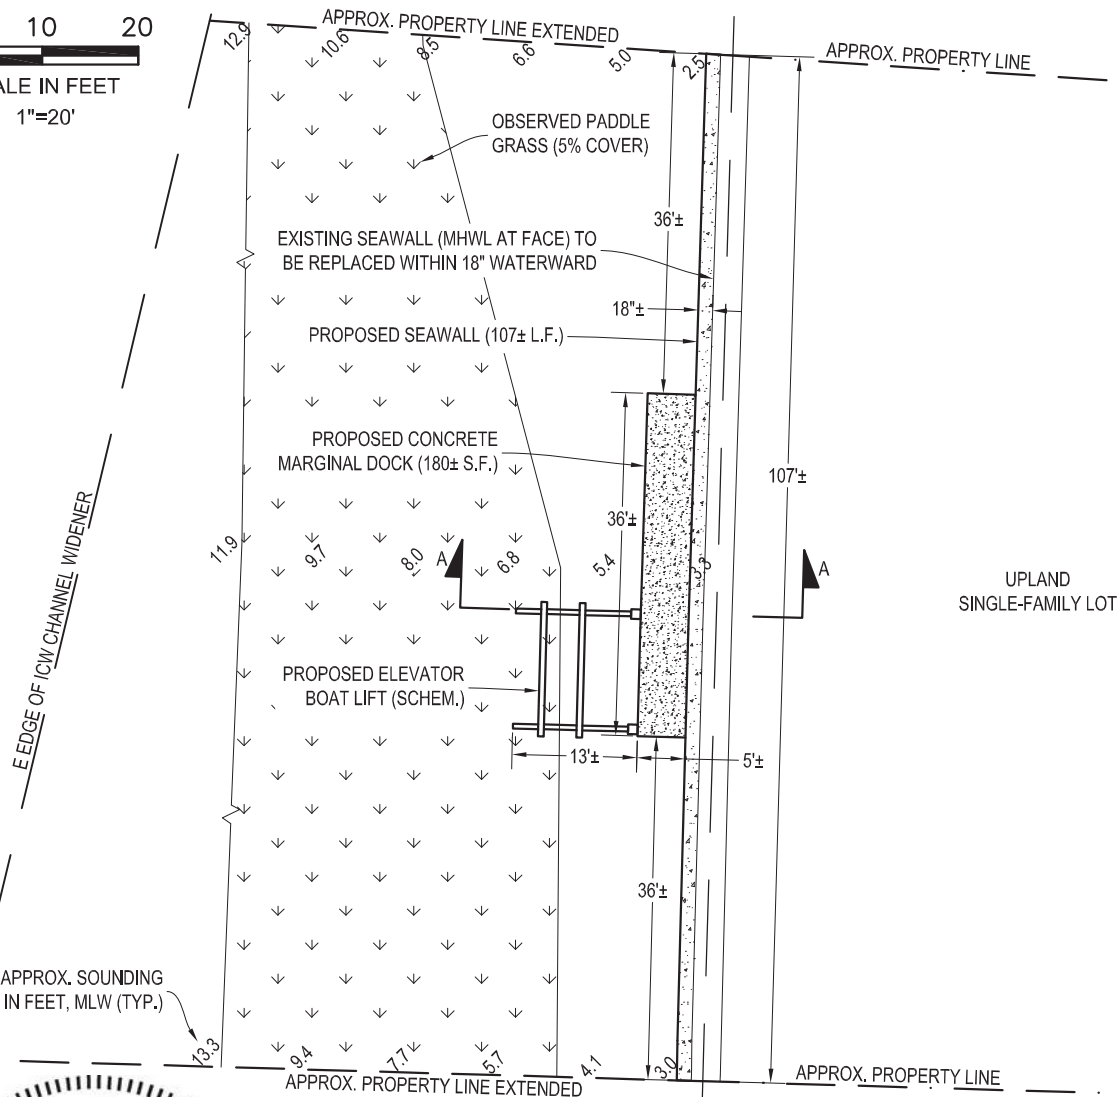 10 20
ALE IN FEET
1"=20'
APPROX. PROPERTY LINE EXTENDED
APPROX. PROPERTY LINE
12.9 10.6 8.5 6.6 5.0 2.5
OBSERVED PADDLE
GRASS (5% COVER)
36'±
EXISTING SEAWALL (MHWL AT FACE) TO
BE REPLACED WITHIN 18" WATERWARD
18"±
PROPOSED SEAWALL (107± L.F.)
PROPOSED CONCRETE
MARGINAL DOCK (180± S.F.)
107'±
36'±
E EDGE OF ICW CHANNEL WIDENER
11.9 9.7 8.0 6.8 5.4 3.3
A A
UPLAND
SINGLE-FAMILY LOT
PROPOSED ELEVATOR
BOAT LIFT (SCHEM.)
13'± 5'±
36'±
APPROX. SOUNDING
IN FEET, MLW (TYP.)
13.3 9.4 7.7 5.7 4.1 3.0
APPROX. PROPERTY LINE EXTENDED
APPROX. PROPERTY LINE